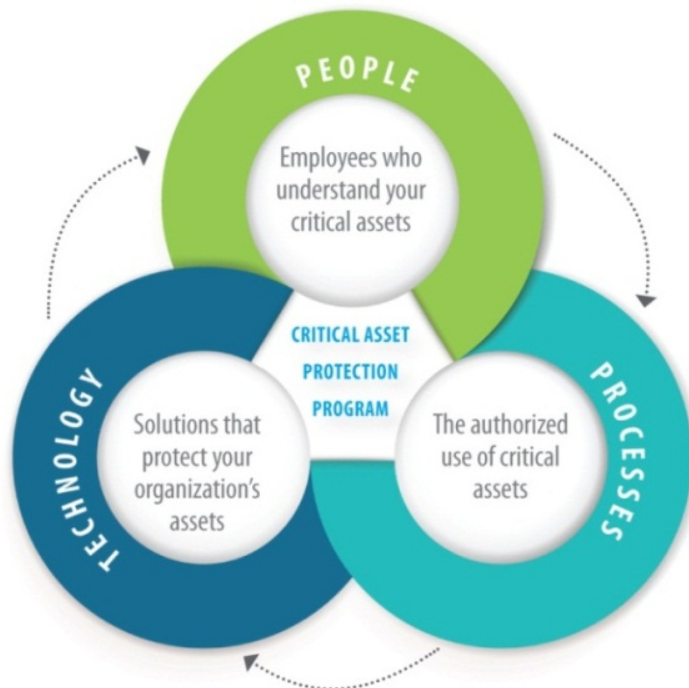 PEOPLE
Employees who
understand your
critical assets
CRITICAL ASSET
PROTECTION
PROGRAM
TECHNOLOGY
Solutions that
protect your
organization's
assets
PROCESSES
The authorized
use of critical
assets